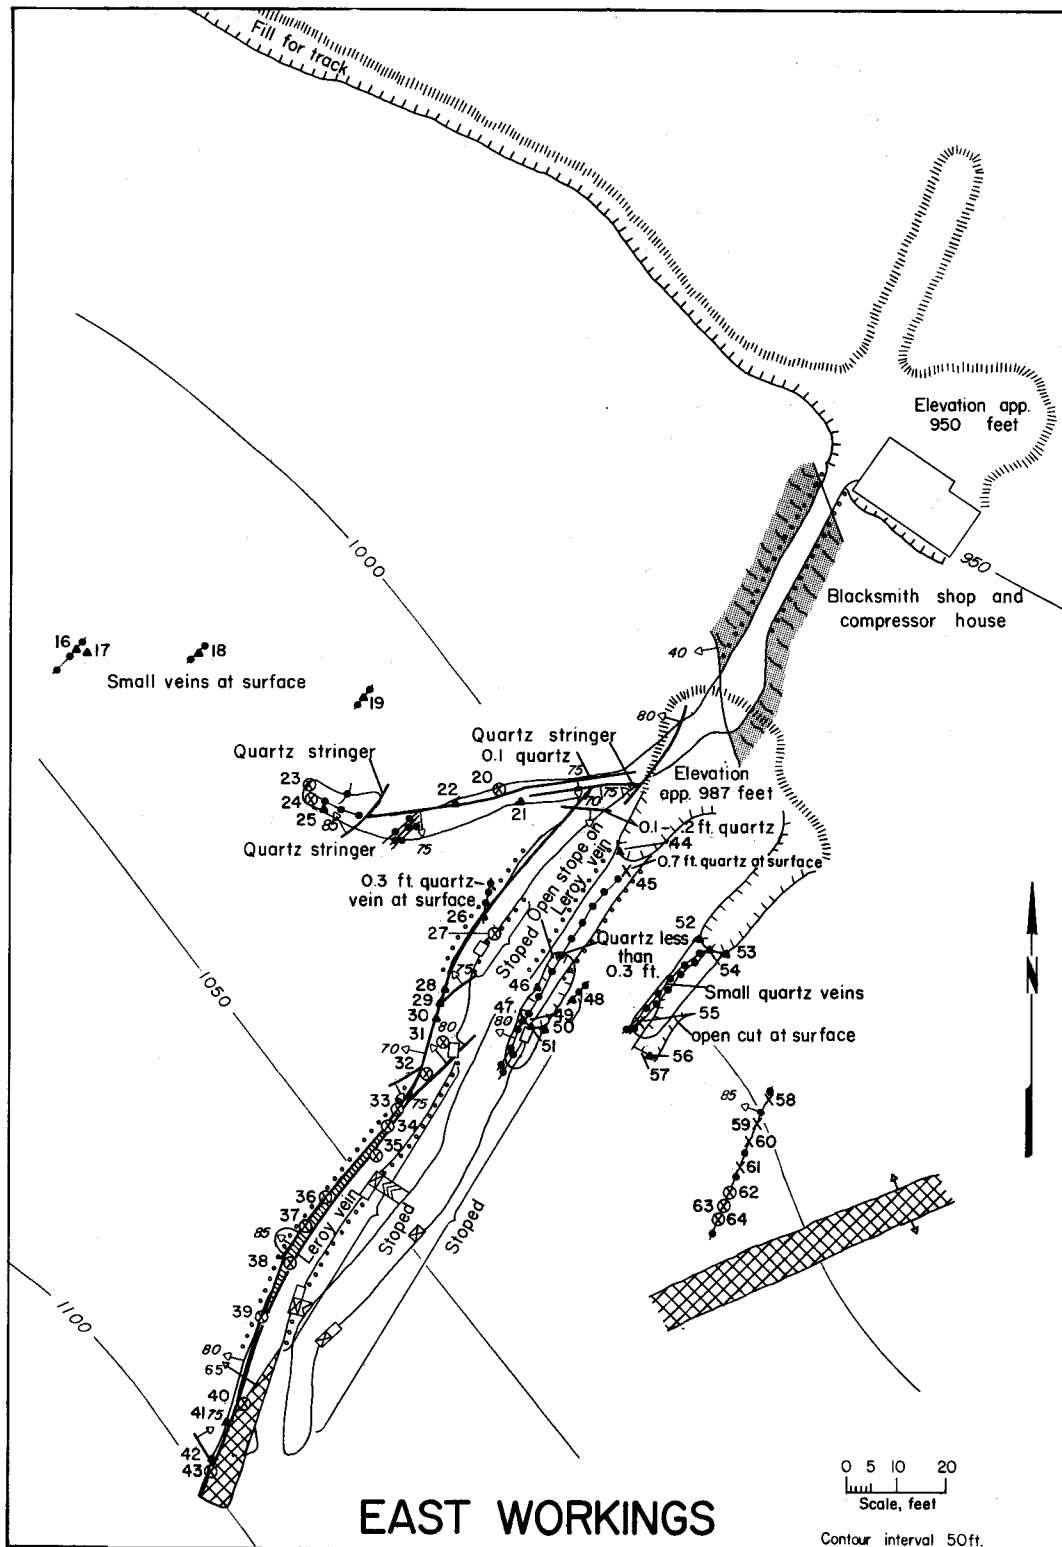 Fill for track
Elevation app.
950 feet
1000
950
Blacksmith shop and
compressor house
16
17
18
Small veins at surface
40
19
80
Quartz stringer
Quartz stringer
0.1 quartz
23
24
25
85
22
20
21
75
75
70
Elevation
app. 987 feet
75
Quartz stringer
0.1 - .2 ft. quartz
44
0.7 ft. quartz at surface
45
0.3 ft. quartz
vein at surface
26
27
Stoped
Open stope on
Leroy vein
Quartz less
than
0.3 ft.
52
53
54
1050
28
29
30
31
75
46
47
48
49
50
51
80
Small quartz veins
55
open cut at surface
56
57
80
70
32
33
75
34
35
85
58
59
60
61
62
63
64
36
37
85
38
Leroy vein
Stoped
Stoped
39
1100
80
65
40
41
75
42
43
N
EAST WORKINGS
0 5 10 20
Scale, feet
Contour interval 50ft.